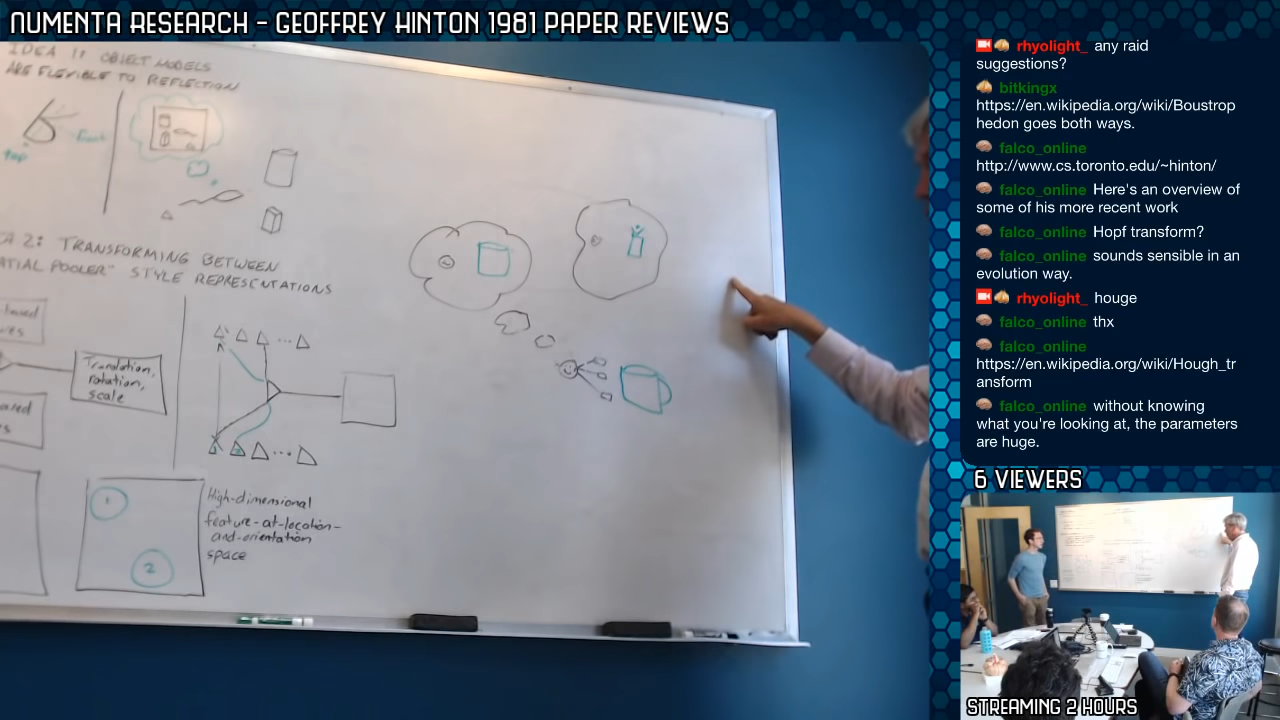 NUMENTA RESEARCH - GEOFFREY HINTON 1981 PAPER REVIEWS
IDEA 1: OBJECT MODELS
ARE FLEXIBLE TO REFLECTION
top
front
2: TRANSFORMING BETWEEN
POOLER" STYLE REPRESENTATIONS
based
Translation,
rotation,
scale
1
2
High-dimensional
feature-at-location-
and-orientation
space
rhyolight_ any raid
suggestions?
bitkingx
https://en.wikipedia.org/wiki/Boustrop
hedon goes both ways.
falco_online
http://www.cs.toronto.edu/~hinton/
falco_online Here's an overview of
some of his more recent work
falco_online Hopf transform?
falco_online sounds sensible in an
evolution way.
rhyolight_ houge
falco_online thx
falco_online
https://en.wikipedia.org/wiki/Hough_tr
ansform
falco_online without knowing
what you're looking at, the parameters
are huge.
6 VIEWERS
STREAMING 2 HOURS